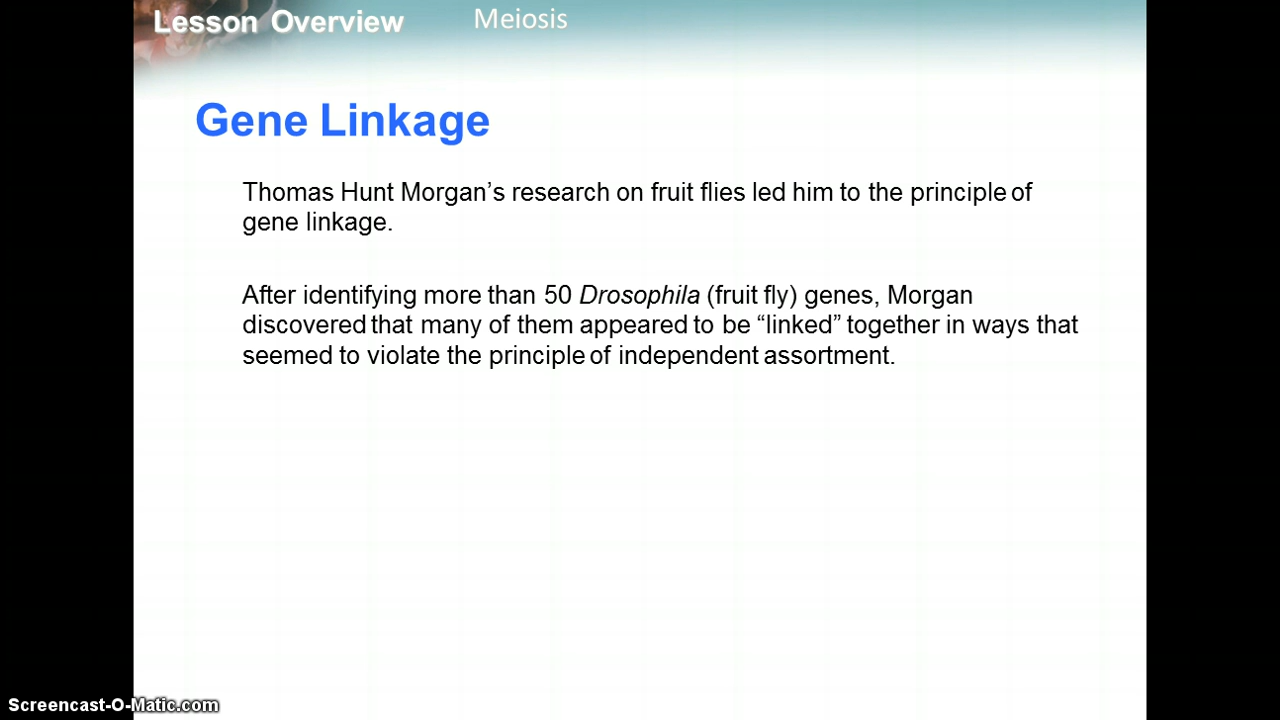 Lesson Overview Meiosis
Gene Linkage
Thomas Hunt Morgan’s research on fruit flies led him to the principle of
gene linkage.
After identifying more than 50 Drosophila (fruit fly) genes, Morgan
discovered that many of them appeared to be “linked” together in ways that
seemed to violate the principle of independent assortment.
Screencast-O-Matic.com